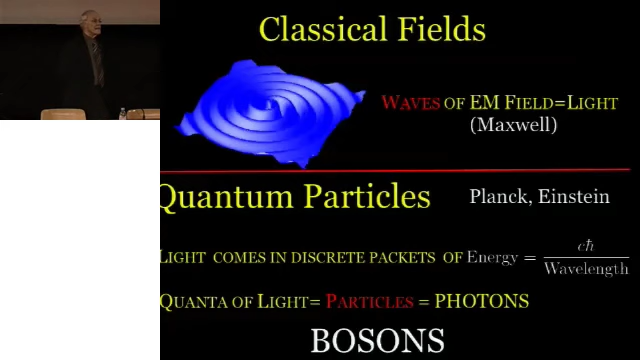 Classical Fields
WAVES OF EM FIELD=LIGHT
(Maxwell)
Quantum Particles
Planck, Einstein
LIGHT COMES IN DISCRETE PACKETS OF Energy = cħ / Wavelength
QUANTA OF LIGHT= PARTICLES = PHOTONS
BOSONS